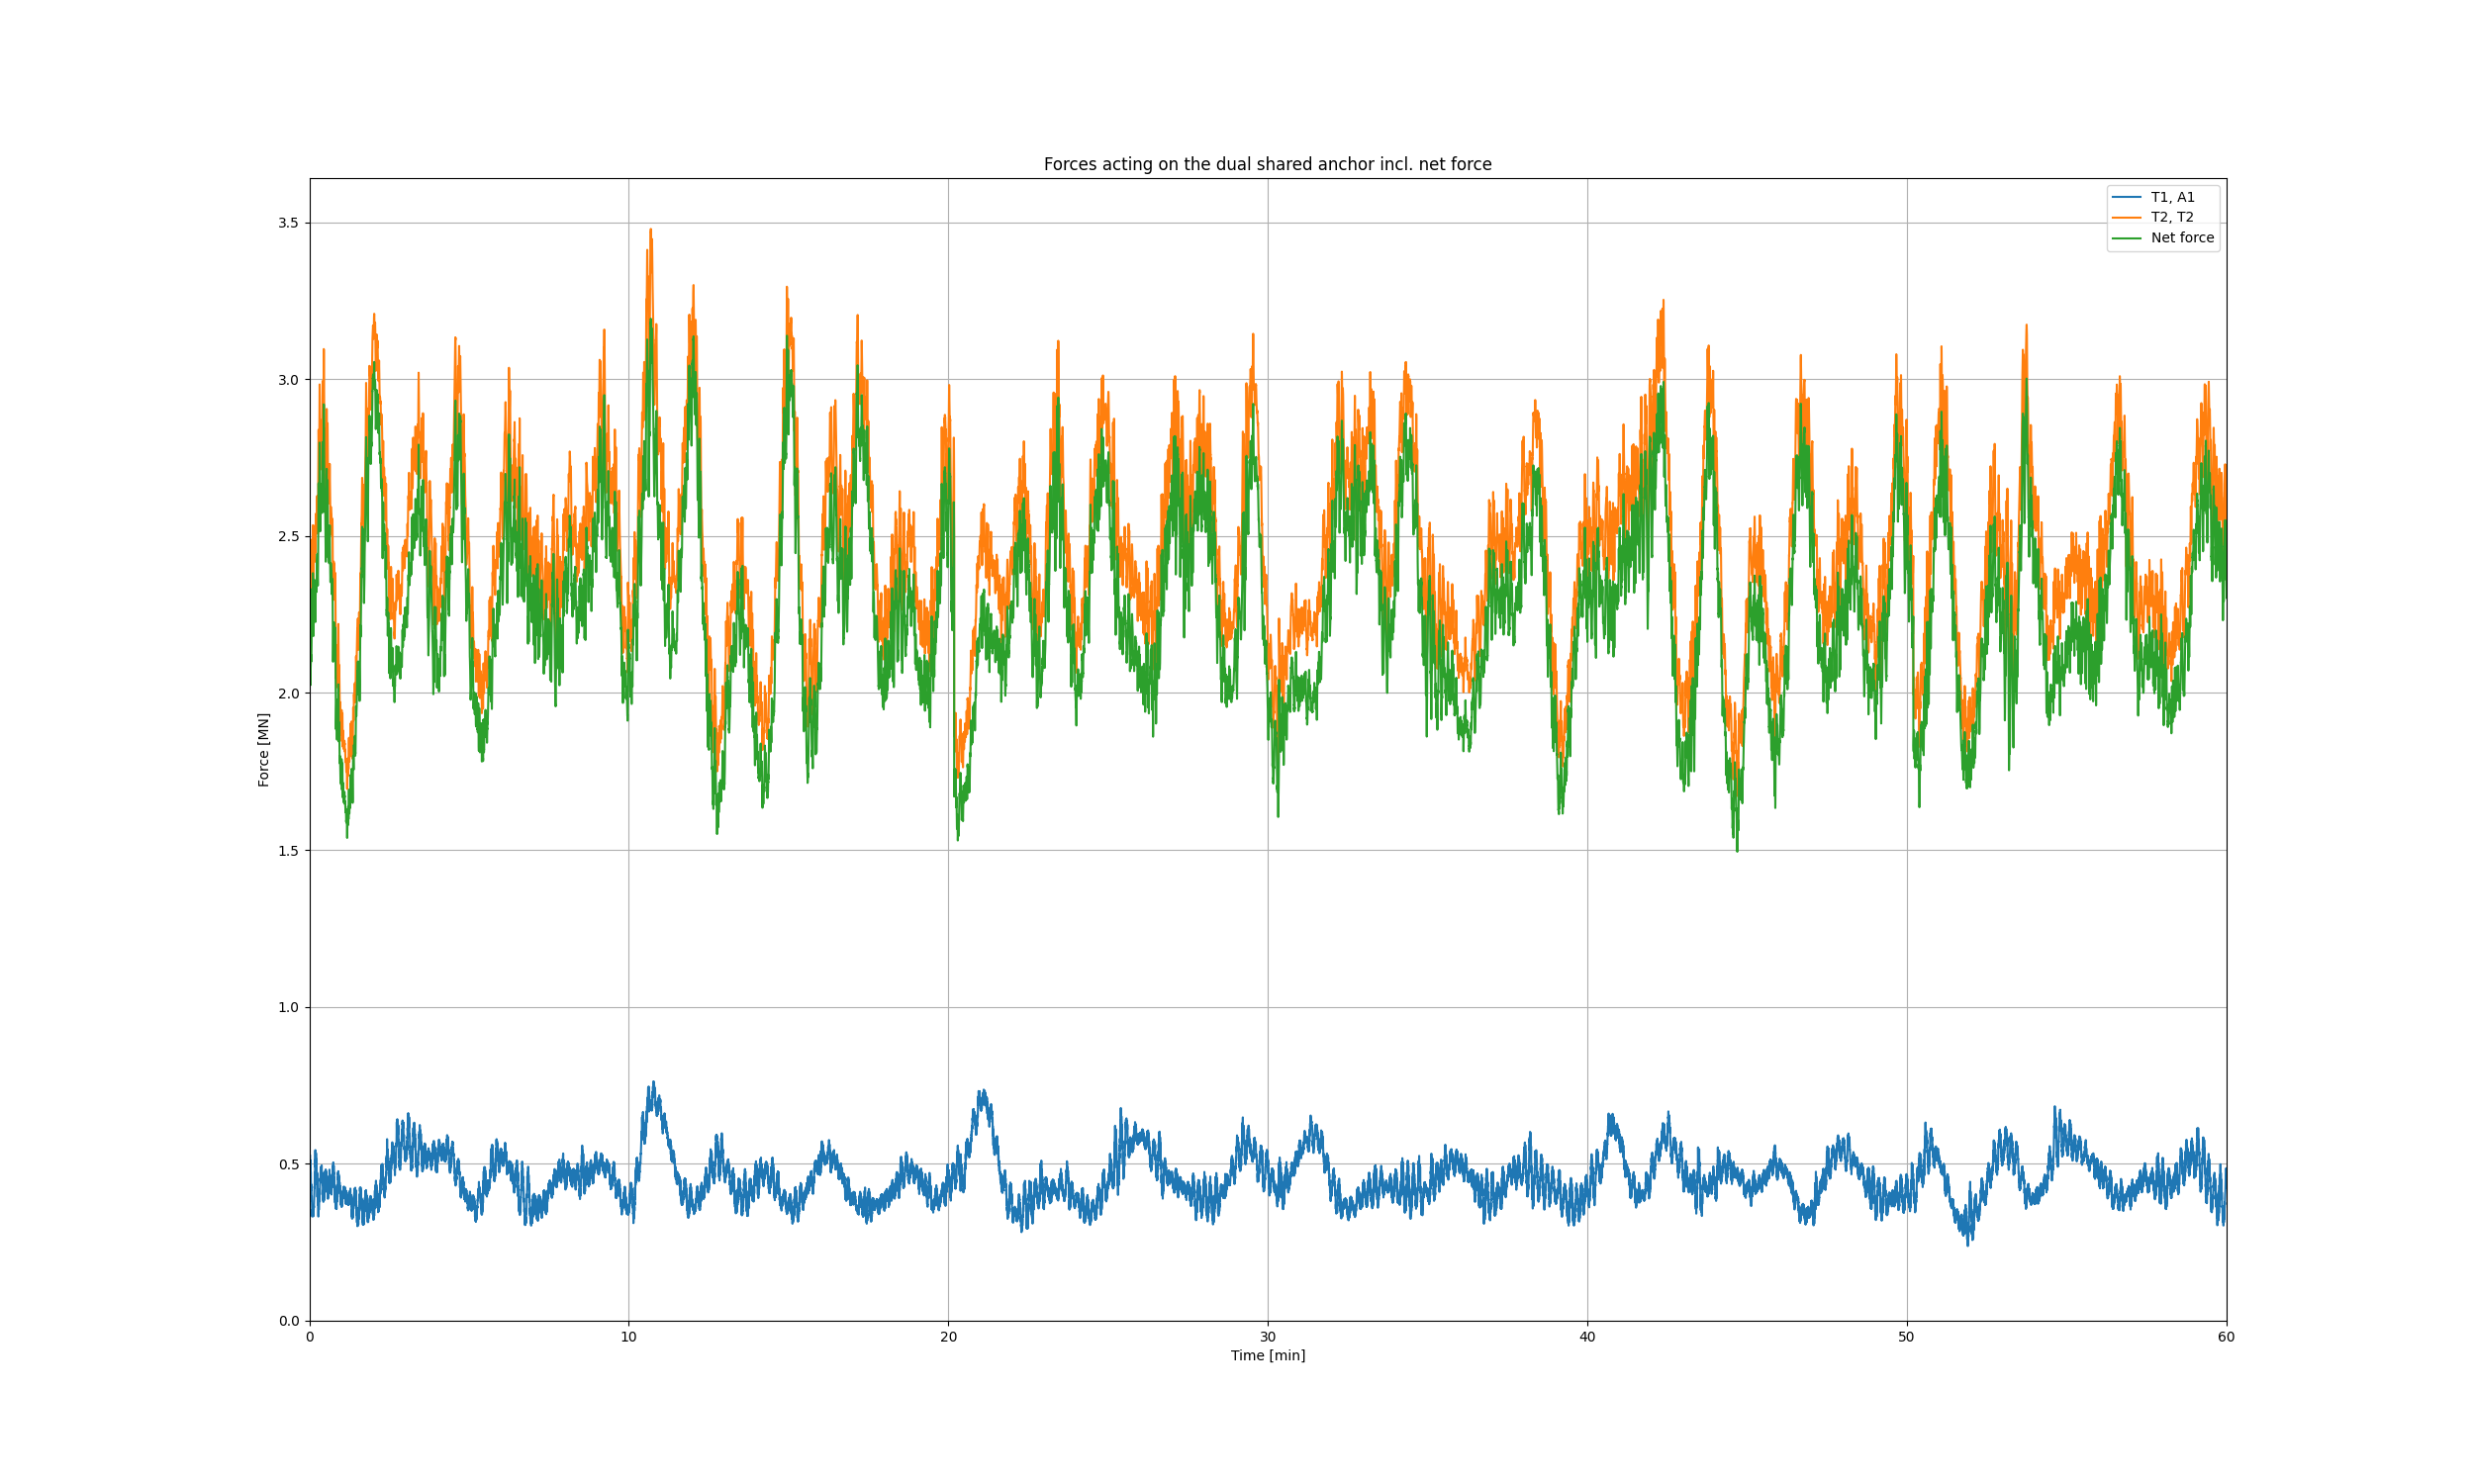 Forces acting on the dual shared anchor incl. net force
T1, A1
T2, T2
Net force
3.5
3.0
2.5
2.0
1.5
1.0
0.5
0.0
Force [MN]
0 10 20 30 40 50 60
Time [min]